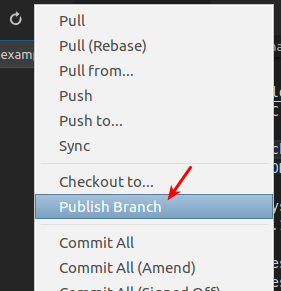 Pull
Pull (Rebase)
Pull from...
Push
Push to...
Sync
Checkout to...
Publish Branch
Commit All
Commit All (Amend)
Commit All (Signed Off)
examp